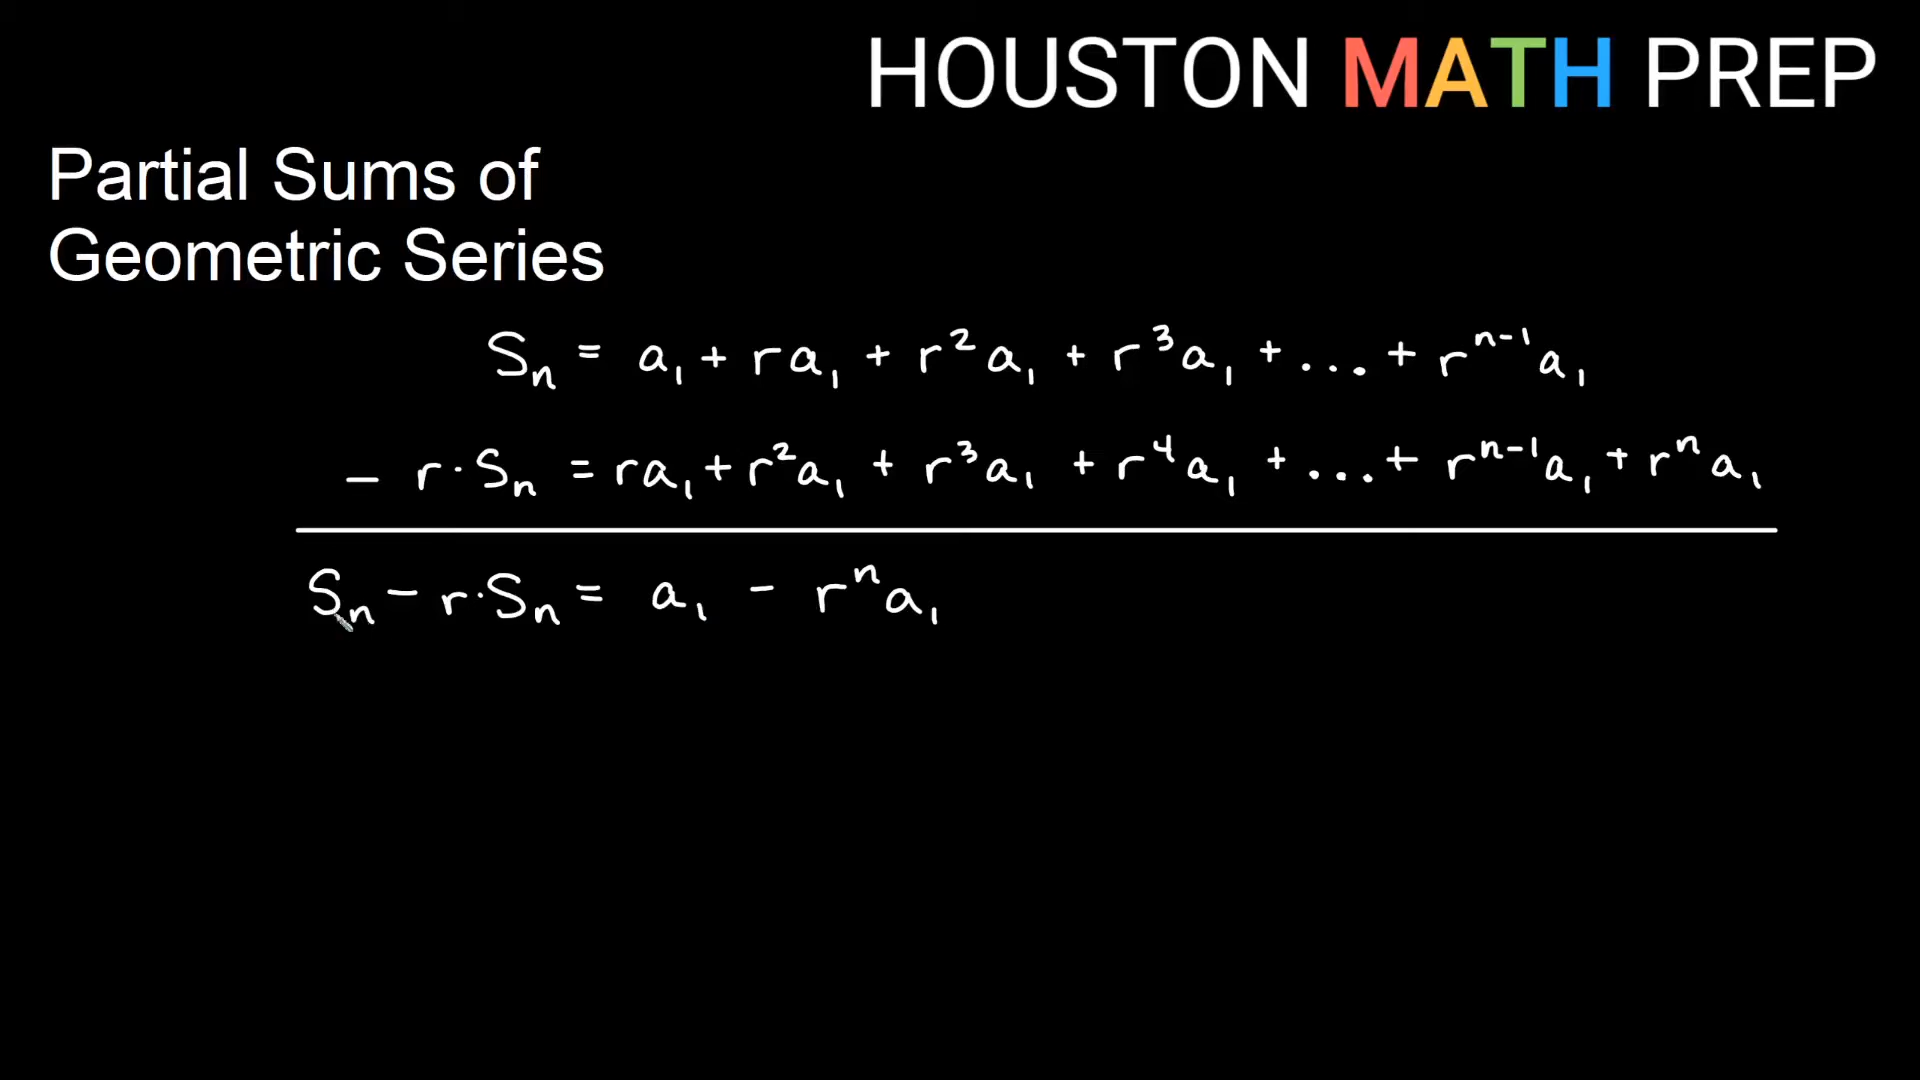 HOUSTON MATH PREP
Partial Sums of
Geometric Series
Sₙ = a₁ + ra₁ + r²a₁ + r³a₁ + ... + rⁿ⁻¹a₁
− r·Sₙ = ra₁ + r²a₁ + r³a₁ + r⁴a₁ + ... + rⁿ⁻¹a₁ + rⁿa₁
Sₙ − r·Sₙ = a₁ − rⁿa₁